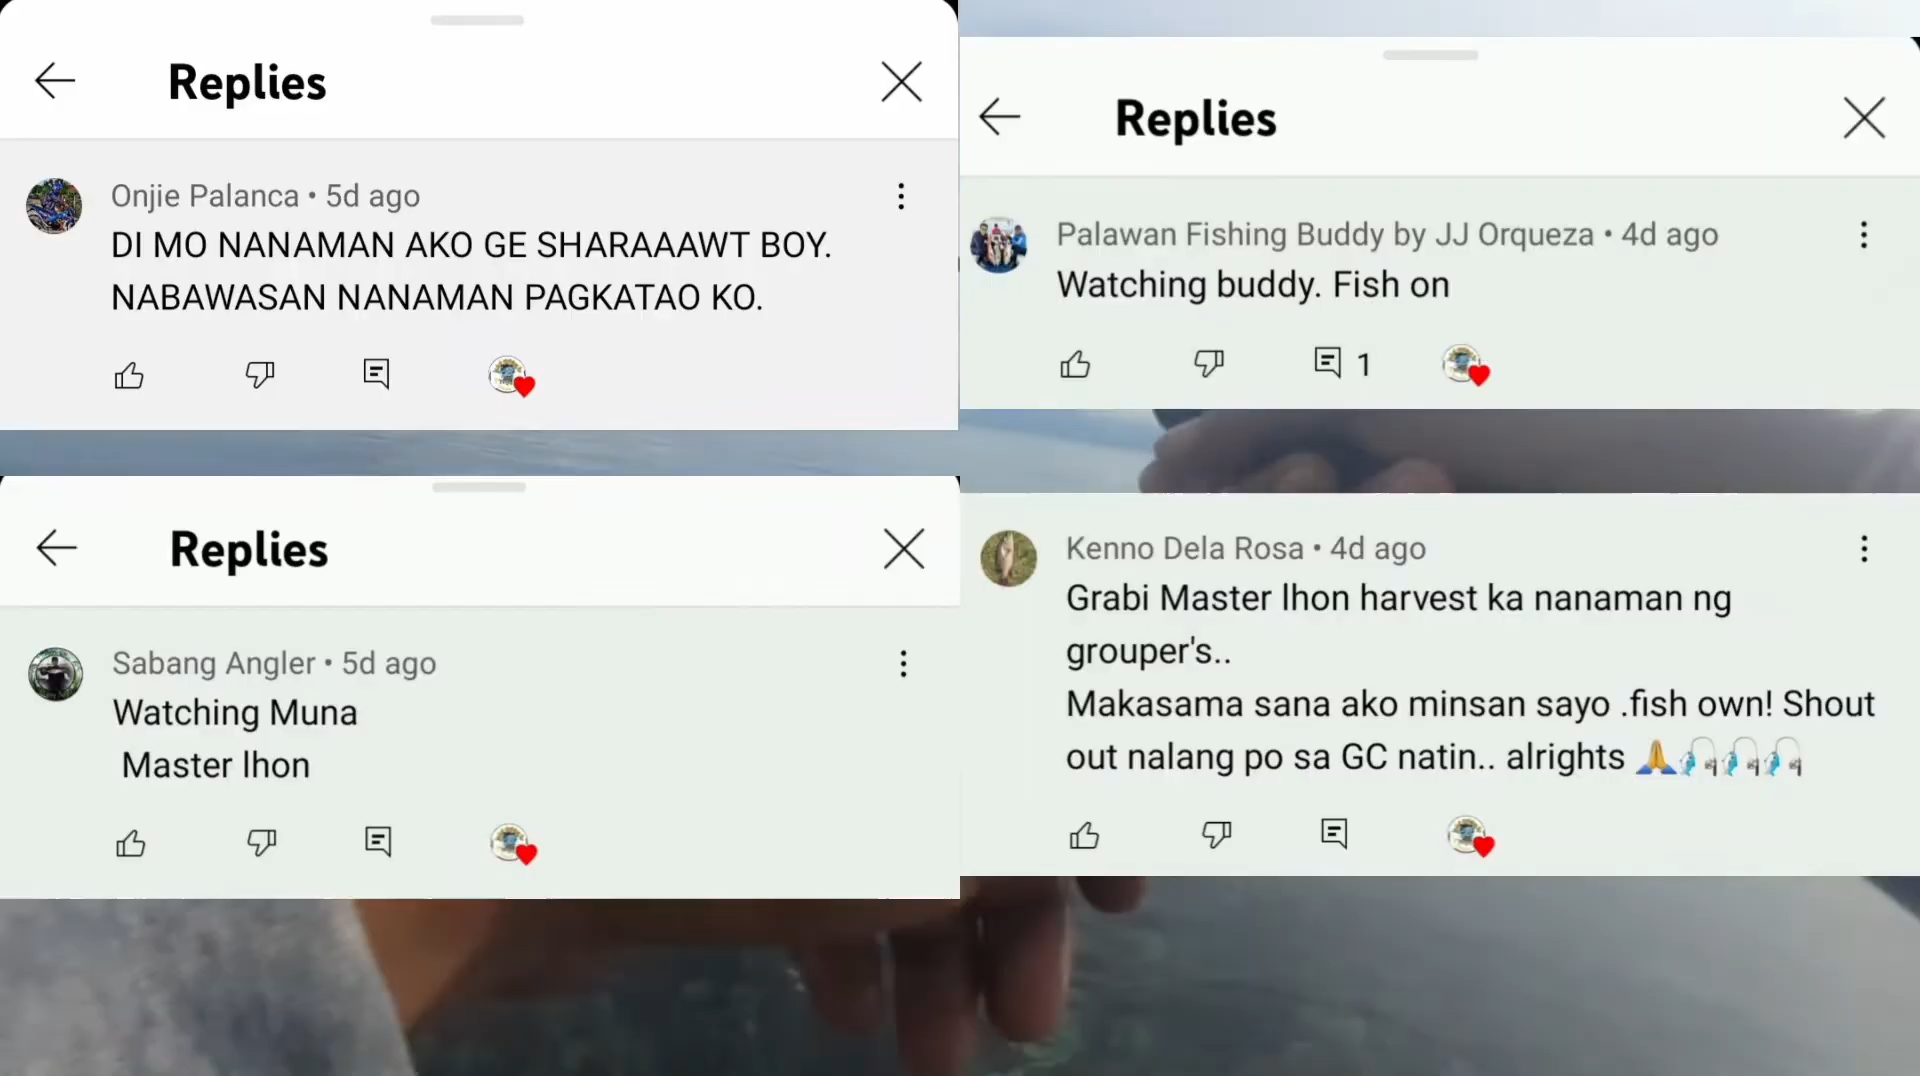 Replies
Onjie Palanca • 5d ago
DI MO NANAMAN AKO GE SHARAAAWT BOY.
NABAWASAN NANAMAN PAGKATAO KO.
Replies
Palawan Fishing Buddy by JJ Orqueza • 4d ago
Watching buddy. Fish on
1
Replies
Sabang Angler • 5d ago
Watching Muna
Master lhon
Kenno Dela Rosa • 4d ago
Grabi Master lhon harvest ka nanaman ng
grouper's..
Makasama sana ako minsan sayo .fish own! Shout
out nalang po sa GC natin.. alrights 🙏🎣🎣🎣